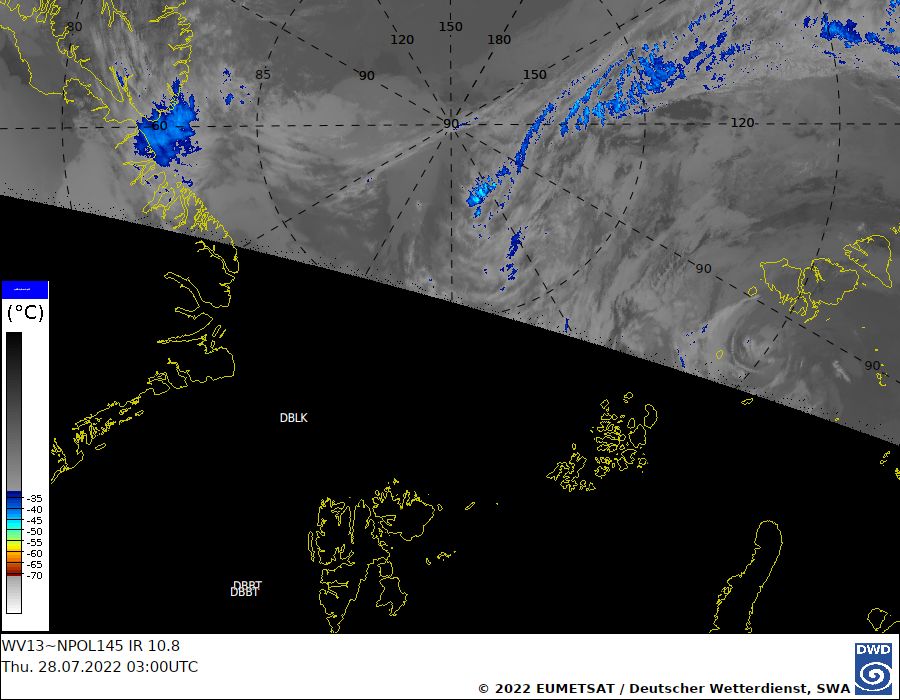 80
150
120
180
85
90
150
60
90
120
90
90
(°C)
-35
-40
-45
-50
-55
-60
-65
-70
DBLK
DBBT
WV13~NPOL145 IR 10.8
Thu. 28.07.2022 03:00UTC
DWD
© 2022 EUMETSAT / Deutscher Wetterdienst, SWA